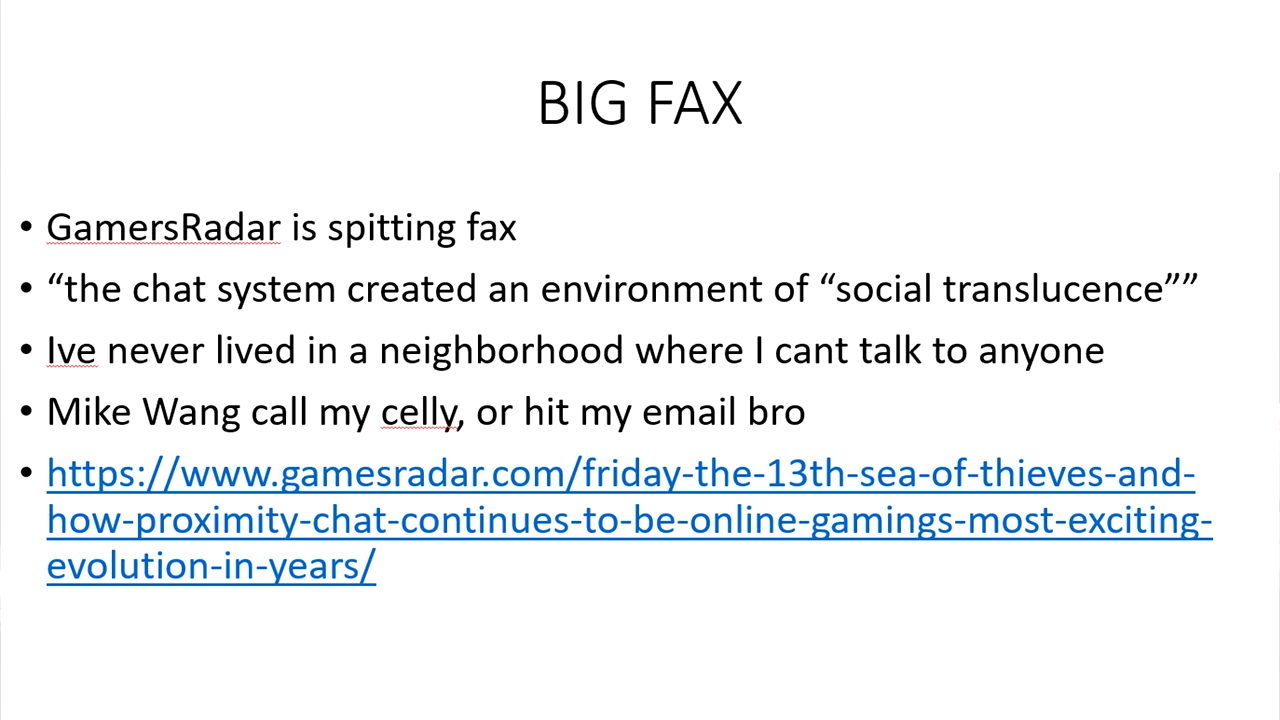 BIG FAX
• GamersRadar is spitting fax
• “the chat system created an environment of “social translucence””
• Ive never lived in a neighborhood where I cant talk to anyone
• Mike Wang call my celly, or hit my email bro
• https://www.gamesradar.com/friday-the-13th-sea-of-thieves-and-
how-proximity-chat-continues-to-be-online-gamings-most-exciting-
evolution-in-years/